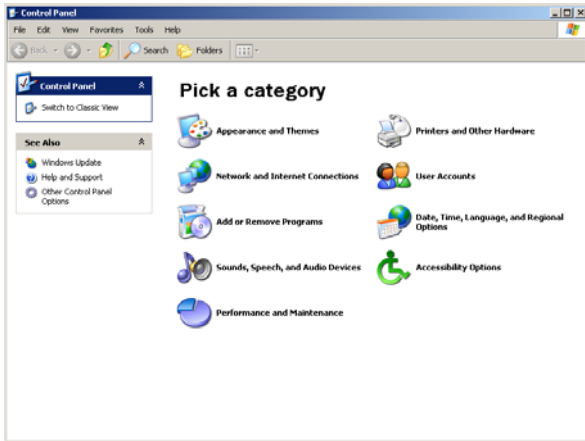 Control Panel
File Edit View Favorites Tools Help
Back Search Folders
Control Panel
Switch to Classic View
See Also
Windows Update
Help and Support
Other Control Panel
Options
Pick a category
Appearance and Themes
Printers and Other Hardware
Network and Internet Connections
User Accounts
Add or Remove Programs
Date, Time, Language, and Regional
Options
Sounds, Speech, and Audio Devices
Accessibility Options
Performance and Maintenance